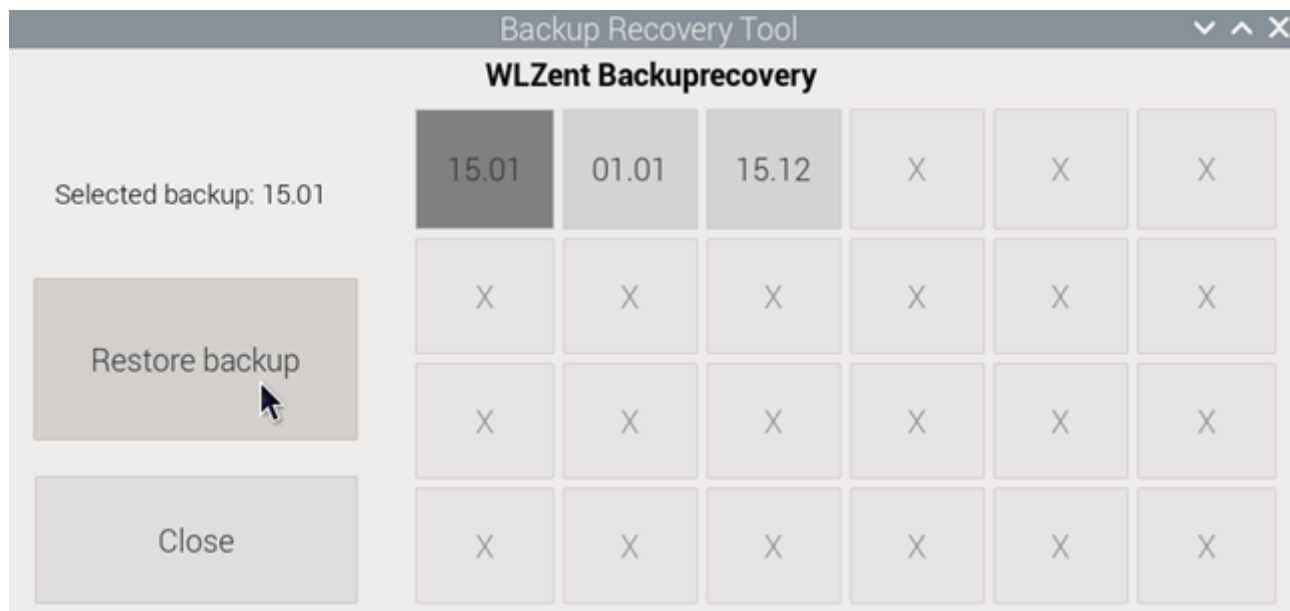 Backup Recovery Tool
WLZent Backuprecovery
Selected backup: 15.01
Restore backup
Close
15.01 01.01 15.12 X X X
X X X X X X
X X X X X X
X X X X X X